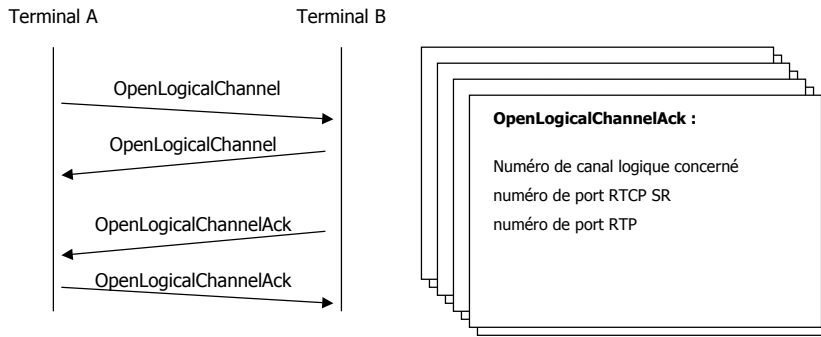 Terminal A
Terminal B
OpenLogicalChannel
OpenLogicalChannel
OpenLogicalChannelAck
OpenLogicalChannelAck
OpenLogicalChannelAck :
Numéro de canal logique concerné
numéro de port RTCP SR
numéro de port RTP